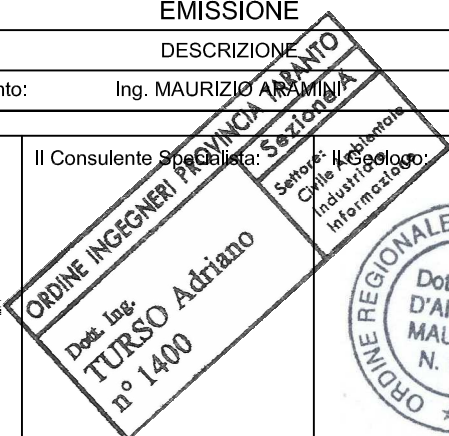 EMISSIONE
DESCRIZIONE
nto: Ing. MAURIZIO ARAMINI
Il Consulente Specialista:
Il Geologo:
ORDINE INGEGNERI PROVINCIA TARANTO
Sezione A
Settore:
Civile Ambientale
Industriale
Informazione
Dott. Ing.
TURSO Adriano
n° 1400
ORDINE REGIONALE
Dot
D'A
MAU
N.